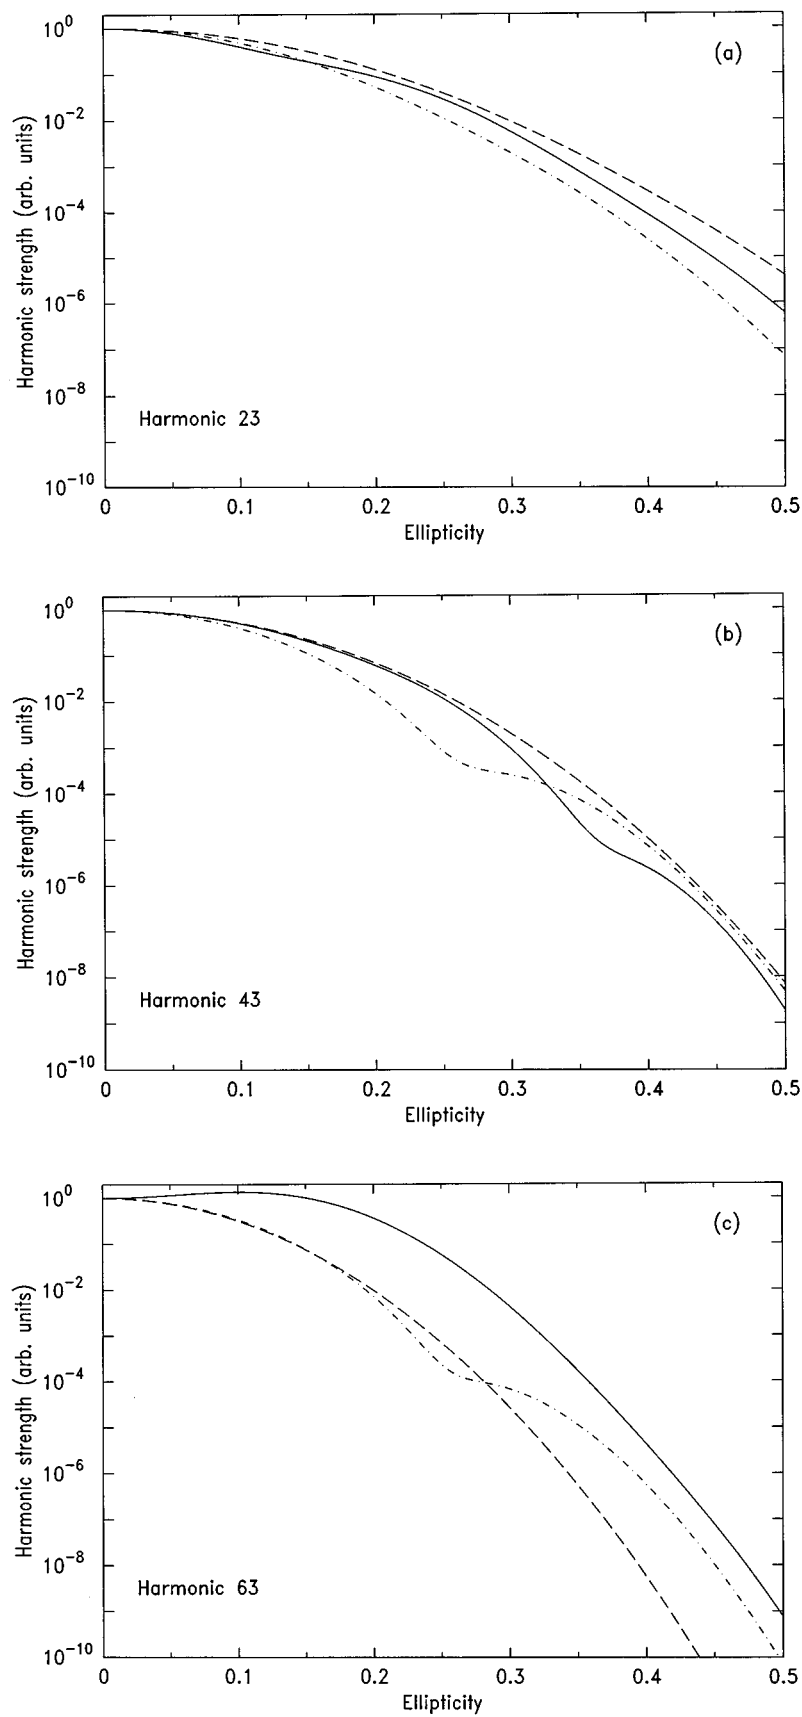 (a)
10^0
10^-2
10^-4
10^-6
10^-8
10^-10
Harmonic strength (arb. units)
Harmonic 23
0 0.1 0.2 0.3 0.4 0.5
Ellipticity
(b)
10^0
10^-2
10^-4
10^-6
10^-8
10^-10
Harmonic strength (arb. units)
Harmonic 43
0 0.1 0.2 0.3 0.4 0.5
Ellipticity
(c)
10^0
10^-2
10^-4
10^-6
10^-8
10^-10
Harmonic strength (arb. units)
Harmonic 63
0 0.1 0.2 0.3 0.4 0.5
Ellipticity